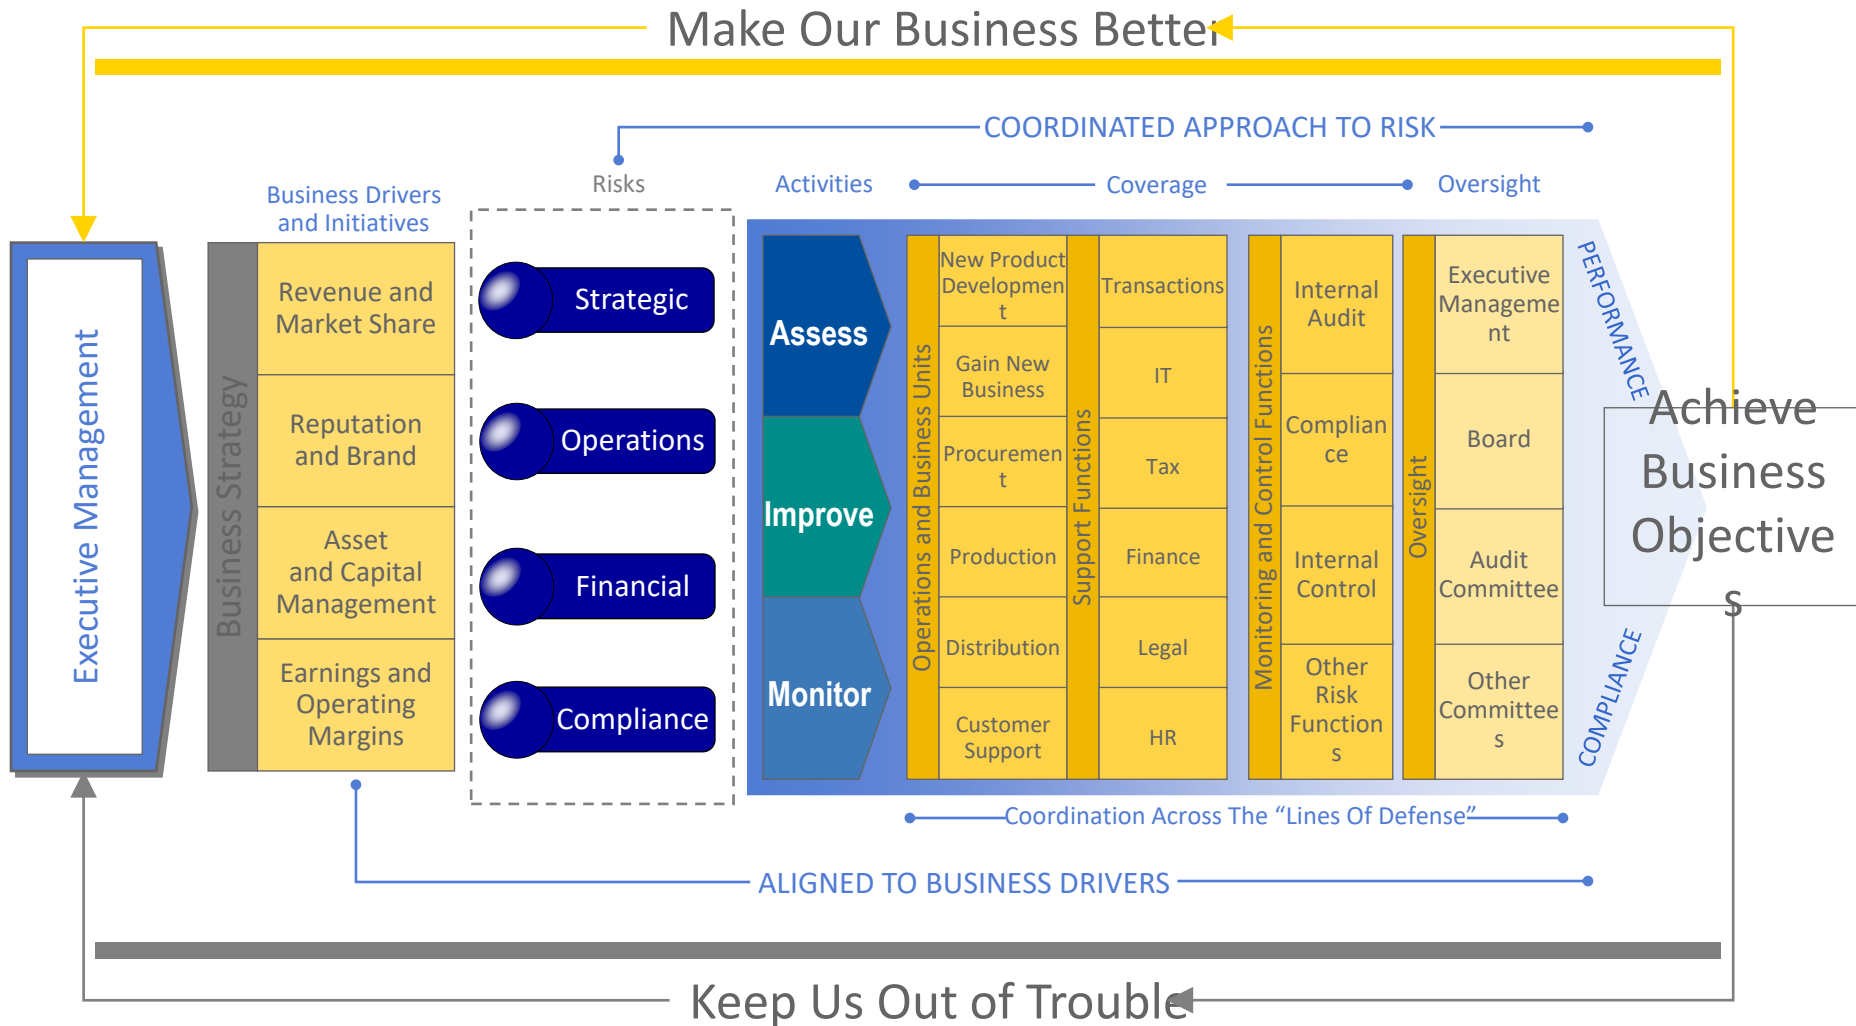 Make Our Business Better
COORDINATED APPROACH TO RISK
Business Drivers
and Initiatives
Risks
Activities
Coverage
Oversight
Executive Management
Business Strategy
Revenue and
Market Share
Reputation
and Brand
Asset
and Capital
Management
Earnings and
Operating
Margins
Strategic
Operations
Financial
Compliance
Assess
Improve
Monitor
Operations and Business Units
New Product
Developmen
t
Gain New
Business
Procuremen
t
Production
Distribution
Customer
Support
Support Functions
Transactions
IT
Tax
Finance
Legal
HR
Monitoring and Control Functions
Internal
Audit
Complian
ce
Internal
Control
Other
Risk
Function
s
Oversight
Executive
Manageme
nt
Board
Audit
Committee
Other
Committee
s
PERFORMANCE
COMPLIANCE
Achieve
Business
Objective
s
Coordination Across The “Lines Of Defense”
ALIGNED TO BUSINESS DRIVERS
Keep Us Out of Trouble